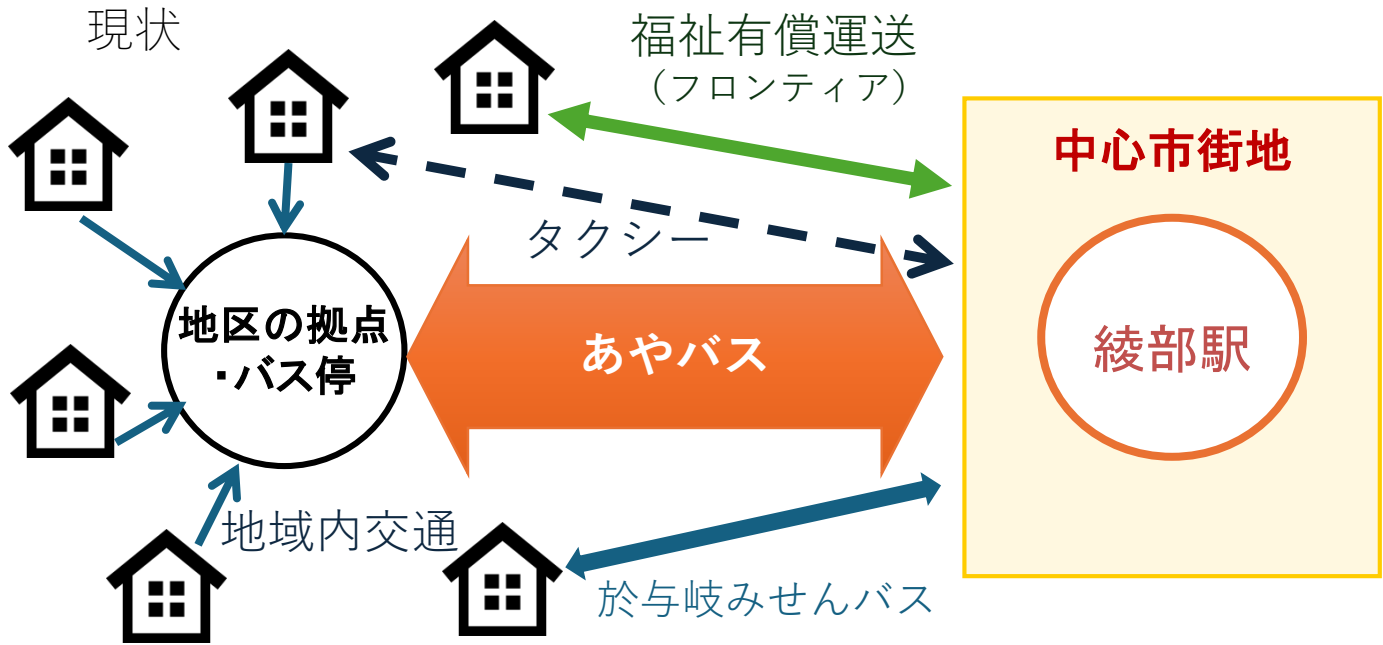 現状
福祉有償運送
（フロンティア）
中心市街地
タクシー
地区の拠点
・バス停
あやバス
綾部駅
地域内交通
於与岐みせんバス